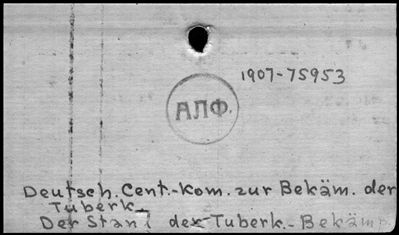 1907-75953
АЛФ.
Deutsch. Cent.-Kom. zur Bekäm. der
Tuberk.
Der Stand der Tuberk.-Bekämp.